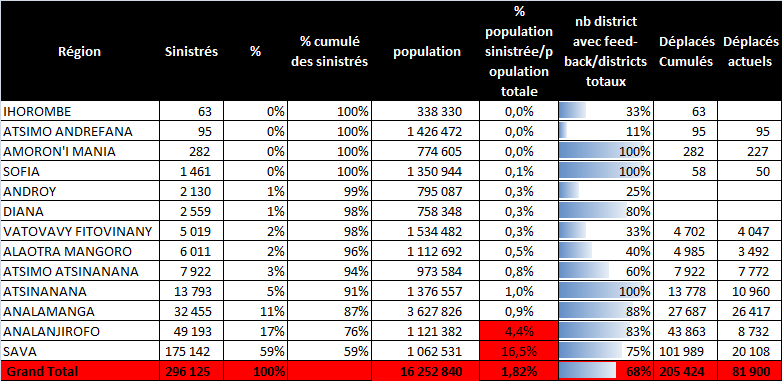 Région Sinistrés % % cumulé des sinistrés population % population sinistrée/p opulation totale nb district avec feed-back/districts totaux Déplacés Cumulés Déplacés actuels
IHOROMBE 63 0% 100% 338 330 0,0% 33% 63
ATSIMO ANDREFANA 95 0% 100% 1 426 472 0,0% 11% 95 95
AMORON'I MANIA 282 0% 100% 774 605 0,0% 100% 282 227
SOFIA 1 461 0% 100% 1 350 944 0,1% 100% 58 50
ANDROY 2 130 1% 99% 795 087 0,3% 25%
DIANA 2 559 1% 98% 758 348 0,3% 80%
VATOVAVY FITOVINANY 5 019 2% 98% 1 534 482 0,3% 33% 4 702 4 047
ALAOTRA MANGORO 6 011 2% 96% 1 112 692 0,5% 40% 4 985 3 492
ATSIMO ATSINANANA 7 922 3% 94% 973 584 0,8% 60% 7 922 7 772
ATSINANANA 13 793 5% 91% 1 376 557 1,0% 100% 13 778 10 960
ANALAMANGA 32 455 11% 87% 3 627 826 0,9% 88% 27 687 26 417
ANALANJIROFO 49 193 17% 76% 1 121 382 4,4% 83% 43 863 8 732
SAVA 175 142 59% 59% 1 062 531 16,5% 75% 101 989 20 108
Grand Total 296 125 100% 16 252 840 1,82% 68% 205 424 81 900